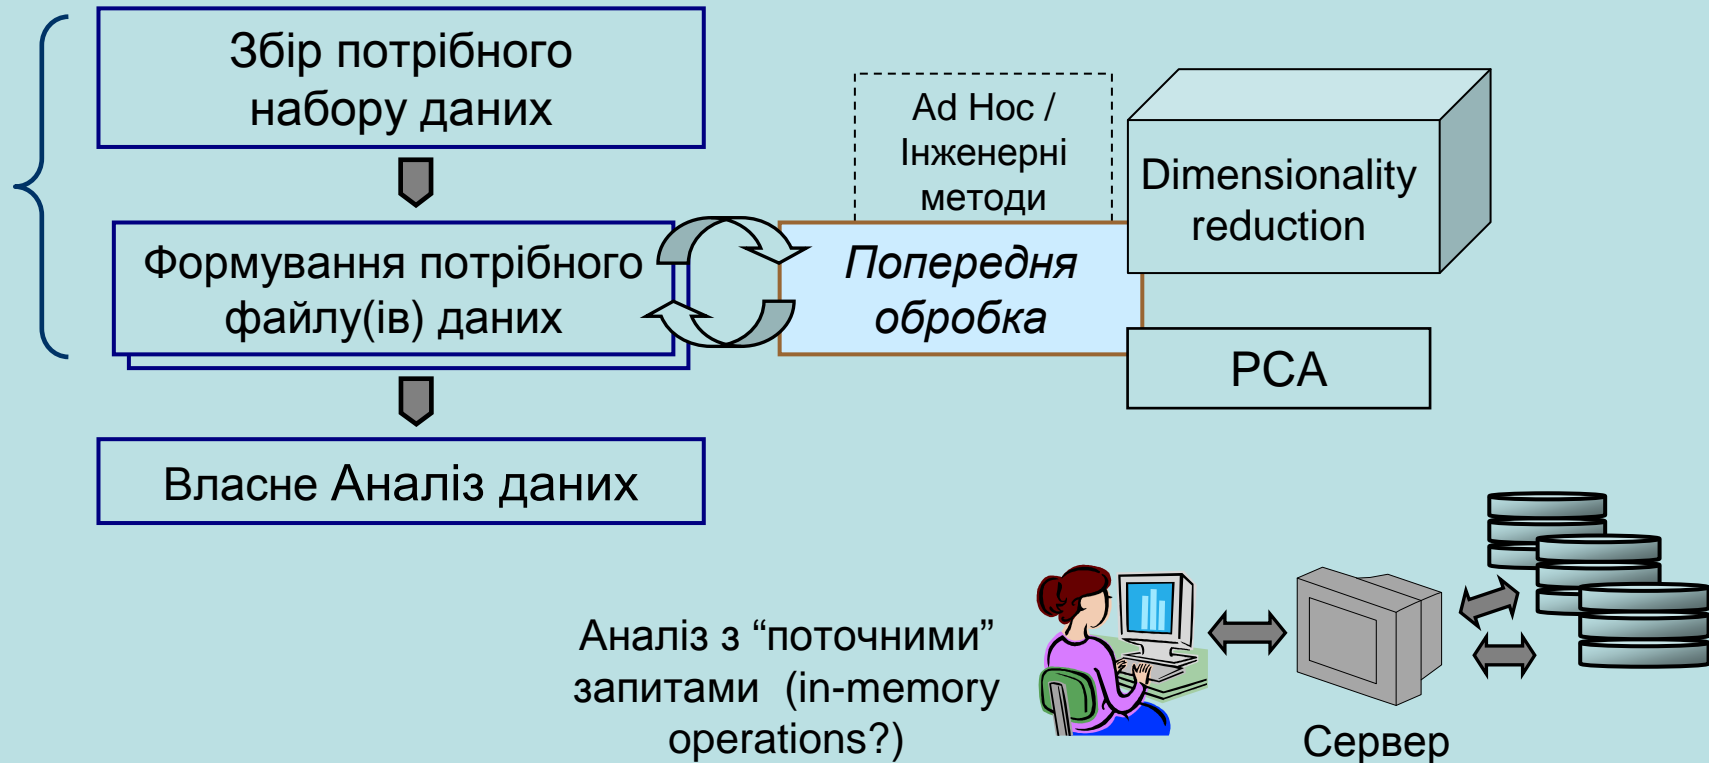 Збір потрібного
набору даних
Ad Hoc /
Інженерні
методи
Dimensionality
reduction
Формування потрібного
файлу(ів) даних
Попередня
обробка
PCA
Власне Аналіз даних
Аналіз з “поточними”
запитами (in-memory
operations?)
Сервер